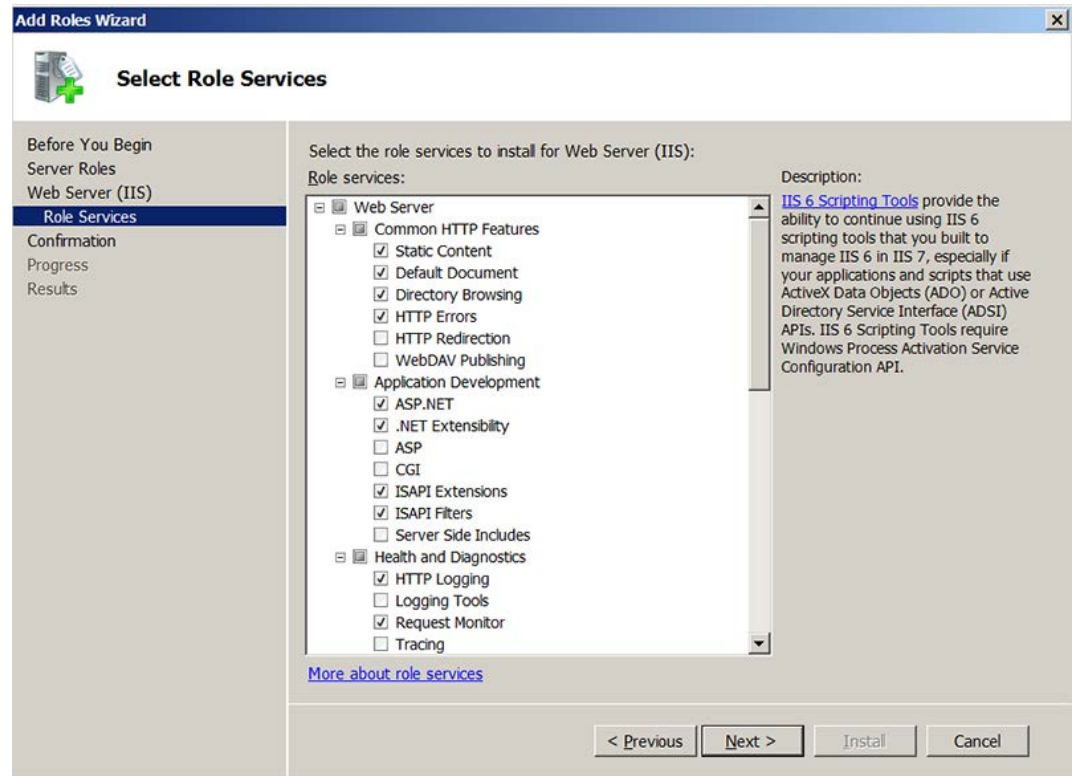 Add Roles Wizard
Select Role Services
Before You Begin
Server Roles
Web Server (IIS)
Role Services
Confirmation
Progress
Results
Select the role services to install for Web Server (IIS):
Role services:
Web Server
Common HTTP Features
Static Content
Default Document
Directory Browsing
HTTP Errors
HTTP Redirection
WebDAV Publishing
Application Development
ASP.NET
.NET Extensibility
ASP
CGI
ISAPI Extensions
ISAPI Filters
Server Side Includes
Health and Diagnostics
HTTP Logging
Logging Tools
Request Monitor
Tracing
More about role services
Description:
IIS 6 Scripting Tools provide the
ability to continue using IIS 6
scripting tools that you built to
manage IIS 6 in IIS 7, especially if
your applications and scripts that use
ActiveX Data Objects (ADO) or Active
Directory Service Interface (ADSI)
APIs. IIS 6 Scripting Tools require
Windows Process Activation Service
Configuration API.
< Previous
Next >
Install
Cancel